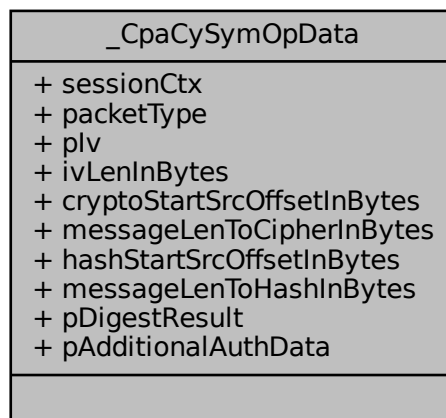 _CpaCySymOpData
+ sessionCtx
+ packetType
+ pIv
+ ivLenInBytes
+ cryptoStartSrcOffsetInBytes
+ messageLenToCipherInBytes
+ hashStartSrcOffsetInBytes
+ messageLenToHashInBytes
+ pDigestResult
+ pAdditionalAuthData